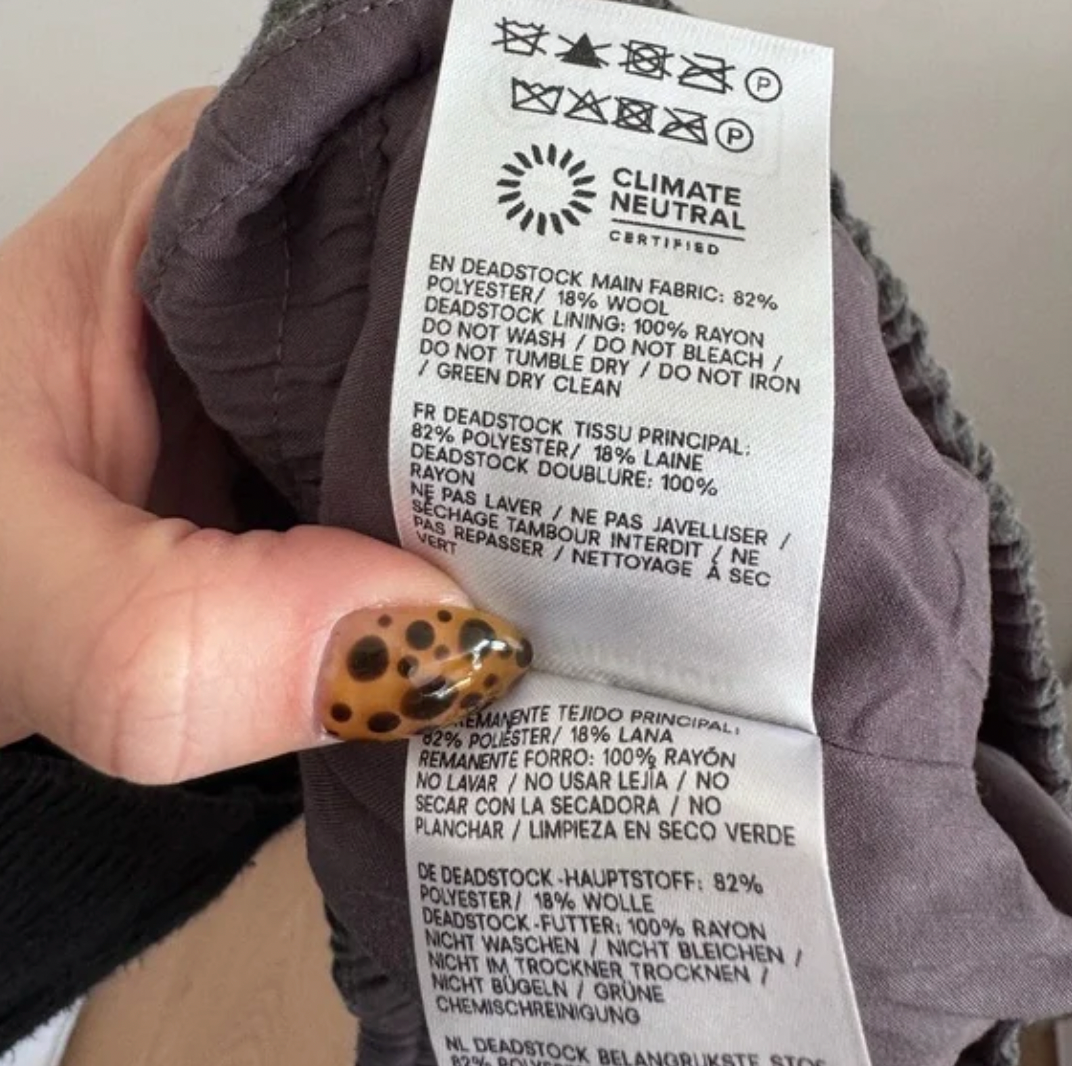 P
P
CLIMATE
NEUTRAL
CERTIFIED
EN DEADSTOCK MAIN FABRIC: 82%
POLYESTER/ 18% WOOL
DEADSTOCK LINING: 100% RAYON
DO NOT WASH / DO NOT BLEACH /
DO NOT TUMBLE DRY / DO NOT IRON
/ GREEN DRY CLEAN
FR DEADSTOCK TISSU PRINCIPAL:
82% POLYESTER/ 18% LAINE
DEADSTOCK DOUBLURE: 100%
RAYON
NE PAS LAVER / NE PAS JAVELLISER /
SÉCHAGE TAMBOUR INTERDIT / NE
PAS REPASSER / NETTOYAGE À SEC
VERT
TEJIDO PRINCIPAL:
82% POLIÉSTER/ 18% LANA
REMANENTE FORRO: 100% RAYÓN
NO LAVAR / NO USAR LEJÍA / NO
SECAR CON LA SECADORA / NO
PLANCHAR / LIMPIEZA EN SECO VERDE
DE DEADSTOCK-HAUPTSTOFF: 82%
POLYESTER/ 18% WOLLE
DEADSTOCK-FUTTER: 100% RAYON
NICHT WASCHEN / NICHT BLEICHEN /
NICHT IM TROCKNER TROCKNEN /
NICHT BÜGELN / GRÜNE
CHEMISCHREINIGUNG
NL DEADSTOCK BELANGRIJKSTE